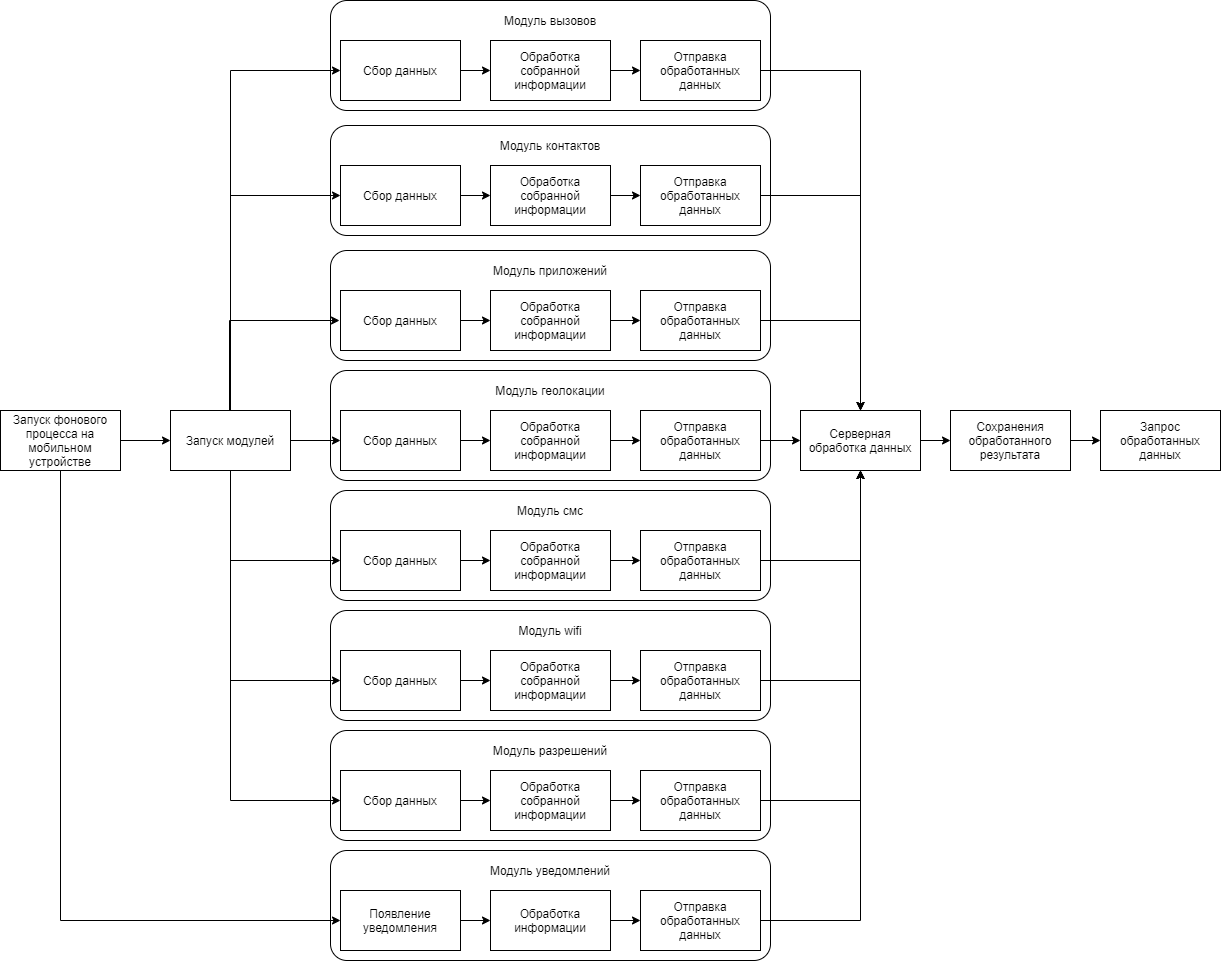 Модуль вызовов
Сбор данных
Обработка
собранной
информации
Отправка
обработанных
данных
Модуль контактов
Сбор данных
Обработка
собранной
информации
Отправка
обработанных
данных
Модуль приложений
Сбор данных
Обработка
собранной
информации
Отправка
обработанных
данных
Запуск фонового
процесса на
мобильном
устройстве
Запуск модулей
Модуль геолокации
Сбор данных
Обработка
собранной
информации
Отправка
обработанных
данных
Серверная
обработка данных
Сохранения
обработанного
результата
Запрос
обработанных
данных
Модуль смс
Сбор данных
Обработка
собранной
информации
Отправка
обработанных
данных
Модуль wifi
Сбор данных
Обработка
собранной
информации
Отправка
обработанных
данных
Модуль разрешений
Сбор данных
Обработка
собранной
информации
Отправка
обработанных
данных
Модуль уведомлений
Появление
уведомления
Обработка
информации
Отправка
обработанных
данных